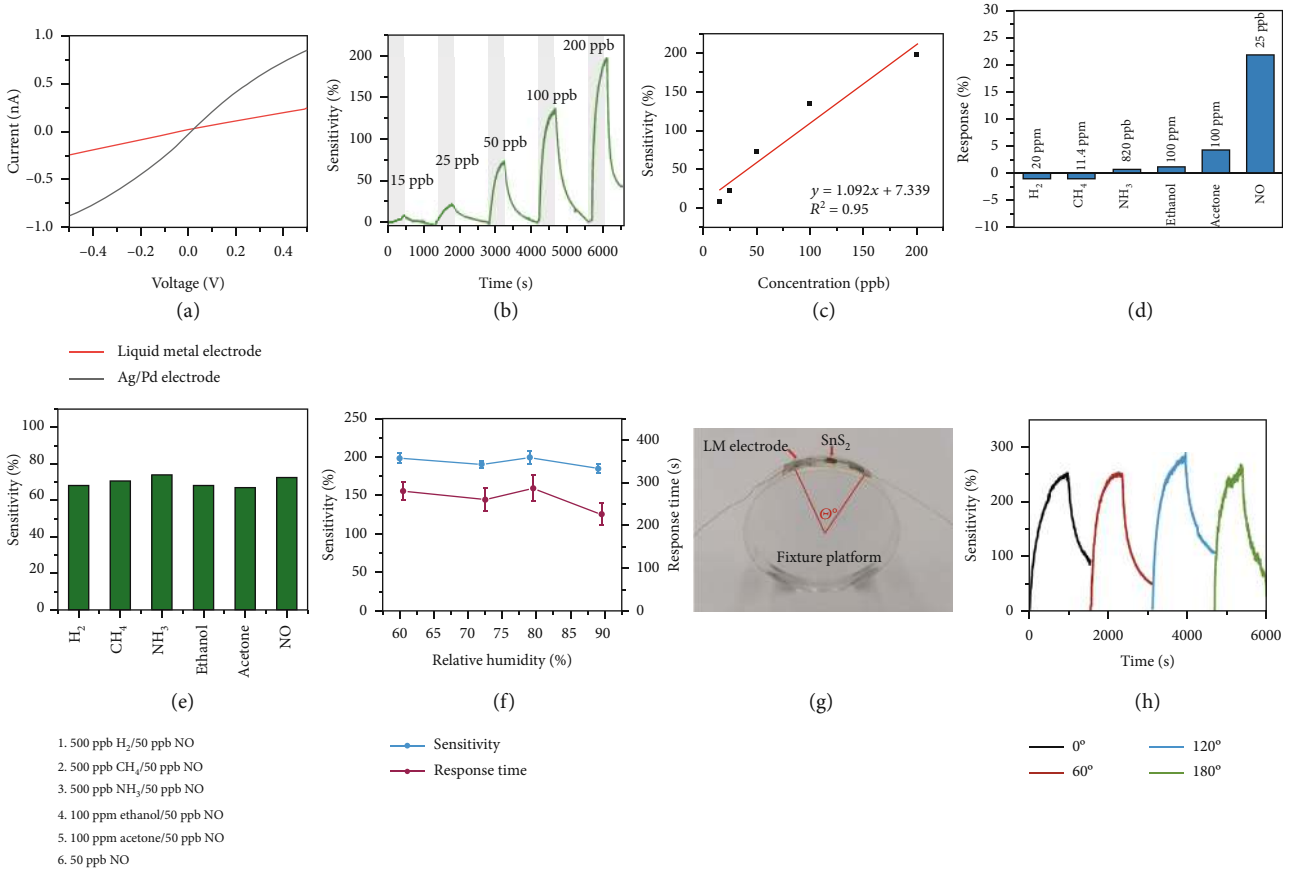 1.0
0.5
0.0
−0.5
−1.0
Current (nA)
−0.4 −0.2 0.0 0.2 0.4
Voltage (V)
(a)
Liquid metal electrode
Ag/Pd electrode
200
150
100
50
0
Sensitivity (%)
15 ppb
25 ppb
50 ppb
100 ppb
200 ppb
0 1000 2000 3000 4000 5000 6000
Time (s)
(b)
200
150
100
50
0
Sensitivity (%)
y = 1.092x + 7.339
R² = 0.95
0 50 100 150 200
Concentration (ppb)
(c)
30
25
20
15
10
5
0
−5
−10
Response (%)
20 ppm
11.4 ppm
820 ppb
100 ppm
100 ppm
25 ppb
H₂
CH₄
NH₃
Ethanol
Acetone
NO
(d)
100
80
60
40
20
0
Sensitivity (%)
H₂
CH₄
NH₃
Ethanol
Acetone
NO
(e)
1. 500 ppb H₂/50 ppb NO
2. 500 ppb CH₄/50 ppb NO
3. 500 ppb NH₃/50 ppb NO
4. 100 ppm ethanol/50 ppb NO
5. 100 ppm acetone/50 ppb NO
6. 50 ppb NO
250
200
150
100
50
0
Sensitivity (%)
400
300
200
100
0
Response time (s)
60 65 70 75 80 85 90
Relative humidity (%)
(f)
Sensitivity
Response time
LM electrode
SnS₂
Θ°
Fixture platform
(g)
300
200
100
0
Sensitivity (%)
0 2000 4000 6000
Time (s)
(h)
0º
120º
60º
180º